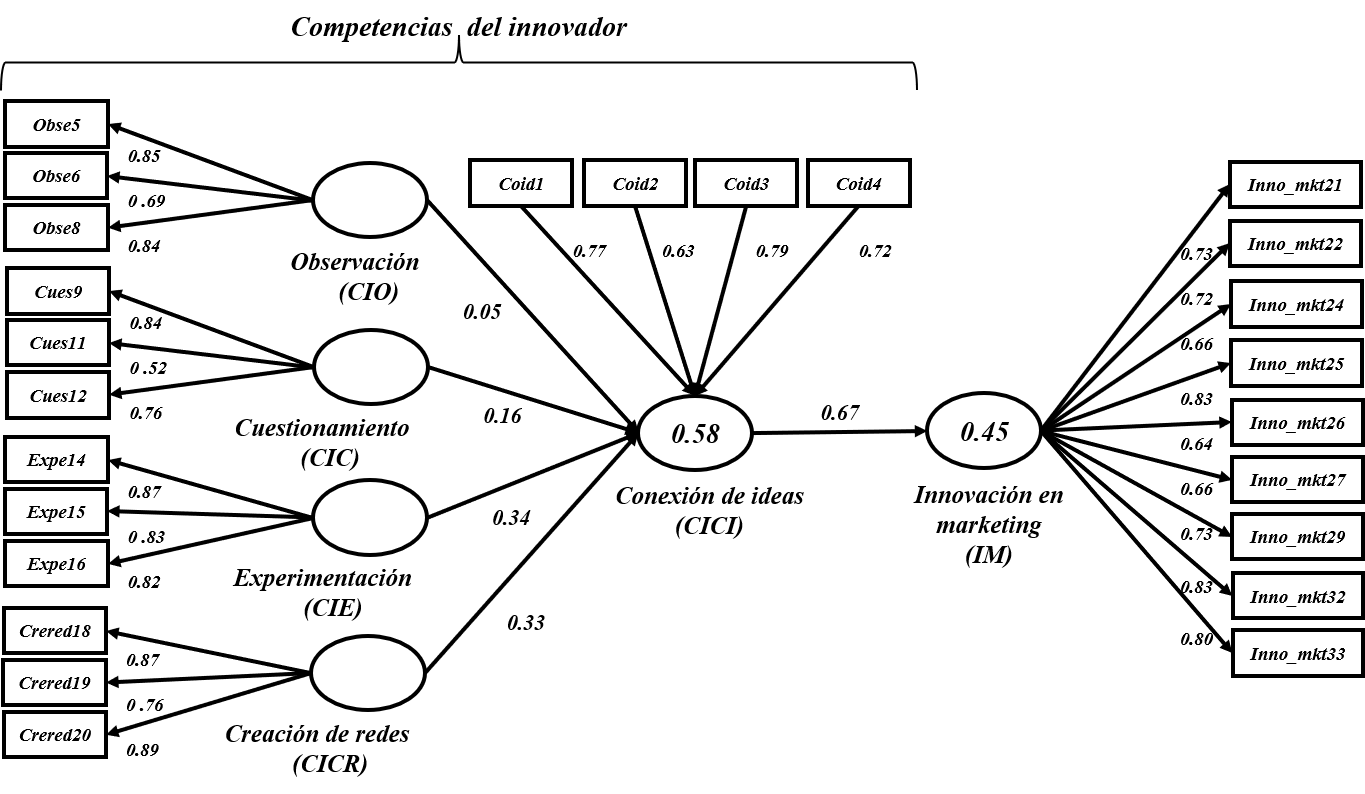 Competencias del innovador
Obse5
0.85
Obse6
0 .69
Obse8
0.84
Observación
(CIO)
0.05
Cues9
0.84
Cues11
0 .52
Cues12
0.76
Cuestionamiento
(CIC)
0.16
Expe14
0.87
Expe15
0 .83
Expe16
0.82
Experimentación
(CIE)
0.34
Crered18
0.87
Crered19
0 .76
Crered20
0.89
Creación de redes
(CICR)
0.33
Coid1
Coid2
Coid3
Coid4
0.77
0.63
0.79
0.72
0.58
Conexión de ideas
(CICI)
0.67
0.45
Innovación en
marketing
(IM)
Inno_mkt21
0.73
Inno_mkt22
0.72
Inno_mkt24
0.66
Inno_mkt25
0.83
Inno_mkt26
0.64
Inno_mkt27
0.66
Inno_mkt29
0.73
Inno_mkt32
0.83
Inno_mkt33
0.80